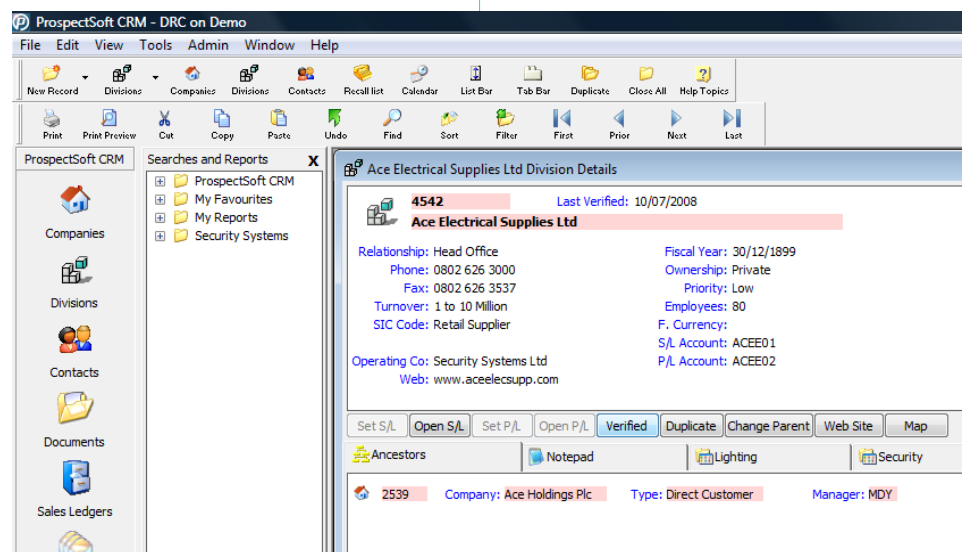 ProspectSoft CRM - DRC on Demo
File Edit View Tools Admin Window Help
New Record Divisions Companies Divisions Contacts Recall list Calendar List Bar Tab Bar Duplicate Close All Help Topics
Print Print Preview Cut Copy Paste Undo Find Sort Filter First Prior Next Last
ProspectSoft CRM
Companies
Divisions
Contacts
Documents
Sales Ledgers
Searches and Reports X
ProspectSoft CRM
My Favourites
My Reports
Security Systems
Ace Electrical Supplies Ltd Division Details
4542 Last Verified: 10/07/2008
Ace Electrical Supplies Ltd
Relationship: Head Office Fiscal Year: 30/12/1899
Phone: 0802 626 3000 Ownership: Private
Fax: 0802 626 3537 Priority: Low
Turnover: 1 to 10 Million Employees: 80
SIC Code: Retail Supplier F. Currency:
S/L Account: ACEE01
Operating Co: Security Systems Ltd P/L Account: ACEE02
Web: www.aceelecsupp.com
Set S/L Open S/L Set P/L Open P/L Verified Duplicate Change Parent Web Site Map
Ancestors Notepad Lighting Security
2539 Company: Ace Holdings Plc Type: Direct Customer Manager: MDY